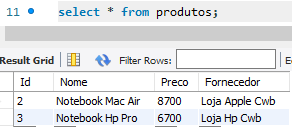 11 select * from produtos;
Result Grid Filter Rows:
Id Nome Preco Fornecedor
2 Notebook Mac Air 8700 Loja Apple Cwb
3 Notebook Hp Pro 6700 Loja Hp Cwb